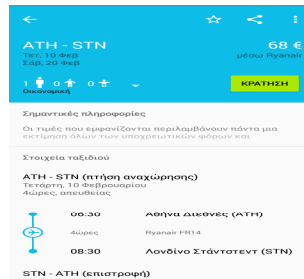 ATH - STN
68 €
Τετ, 10 Φεβ
μέσω Ryanair
Σάβ, 20 Φεβ
1 0 0
Οικονομική
ΚΡΑΤΗΣΗ
Σημαντικές πληροφορίες
Οι τιμές που εμφανίζονται περιλαμβάνουν πάντα μια
εκτίμηση όλων των υποχρεωτικών φόρων και
Στοιχεία ταξιδιού
ATH - STN (πτήση αναχώρησης)
Τετάρτη, 10 Φεβρουαρίου
4ώρες, απευθείας
06:30 Αθήνα Διεθνές (ATH)
4ώρες Ryanair FR14
08:30 Λονδίνο Στάντστεντ (STN)
STN - ATH (επιστροφή)